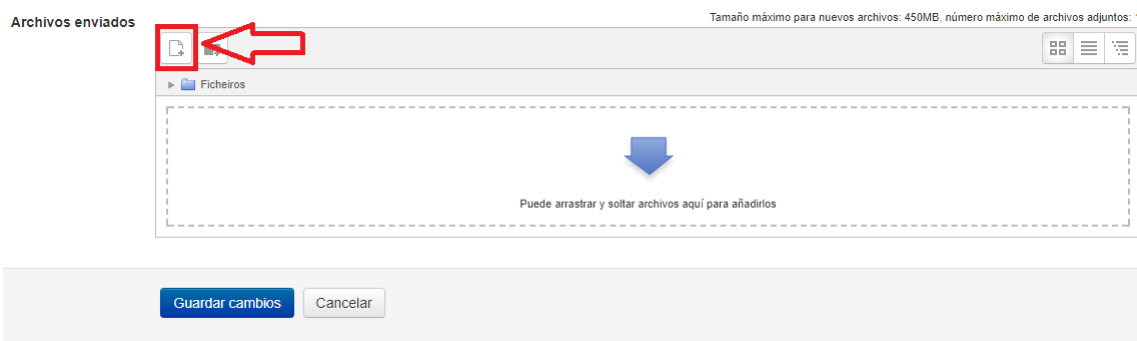 Tamaño máximo para nuevos archivos: 450MB, número máximo de archivos adjuntos:
Archivos enviados
Ficheiros
Puede arrastrar y soltar archivos aquí para añadirlos
Guardar cambios
Cancelar